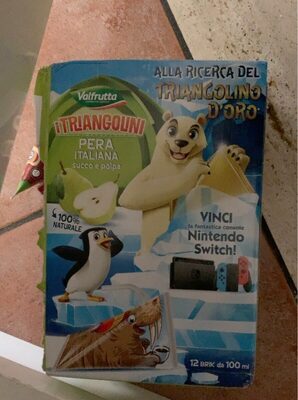 ALLA RICERCA DEL
TRIANGOLINO
D'ORO
Valfrutta
iTRIANGOLINI
PERA
ITALIANA
succo e polpa
100%
NATURALE
VINCI
la fantastica console
Nintendo
Switch!
12 BRIK da 100 ml